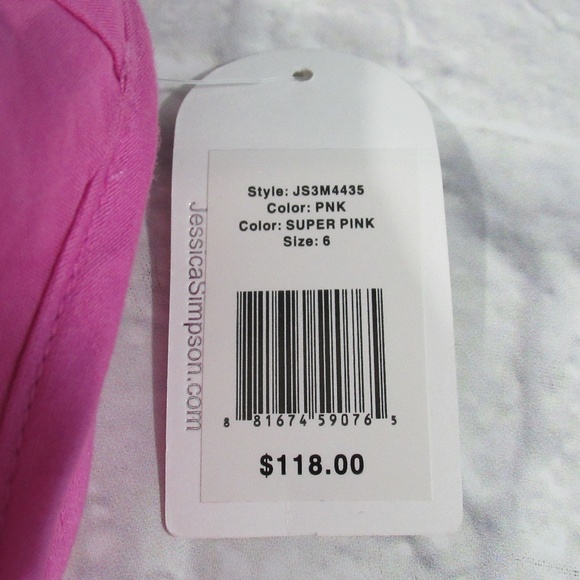 Style: JS3M4435
Color: PNK
Color: SUPER PINK
Size: 6
JessicaSimpson.com
8 81674 59076 5
$118.00